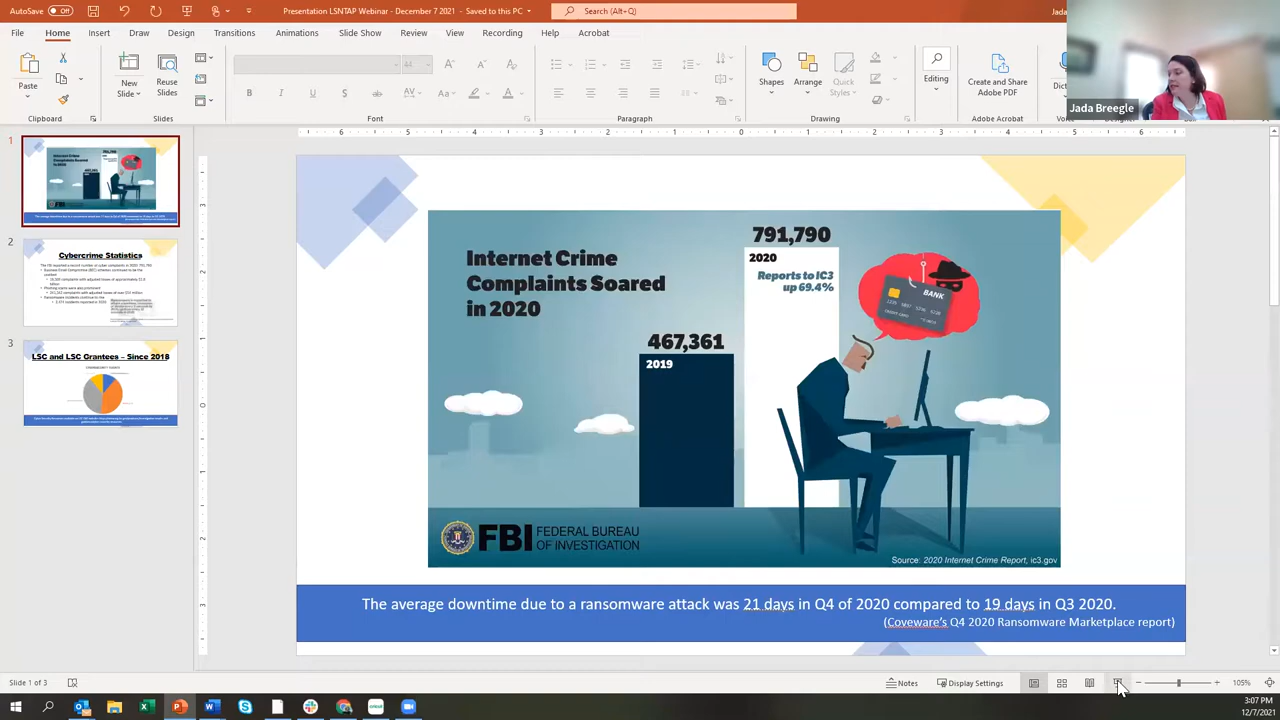 AutoSave Off
Presentation LSNTAP Webinar - December 7 2021 - Saved to this PC
Search (Alt+Q)
Jada
File Home Insert Draw Design Transitions Animations Slide Show Review View Recording Help Acrobat
Paste
New Slide
Reuse Slides
Shapes
Arrange
Quick Styles
Editing
Create and Share Adobe PDF
Jada Breegle
Clipboard
Slides
Font
Paragraph
Drawing
Adobe Acrobat
1
2
Cybercrime Statistics
3
LSC and LSC Grantees – Since 2018
Internet Crime
Complaints Soared
in 2020
791,790
2020
Reports to IC3
up 69.4%
BANK
467,361
2019
FBI FEDERAL BUREAU
OF INVESTIGATION
Source: 2020 Internet Crime Report, ic3.gov
The average downtime due to a ransomware attack was 21 days in Q4 of 2020 compared to 19 days in Q3 2020.
(Coveware's Q4 2020 Ransomware Marketplace report)
Slide 1 of 3
Notes
Display Settings
105%
3:07 PM
12/7/2021